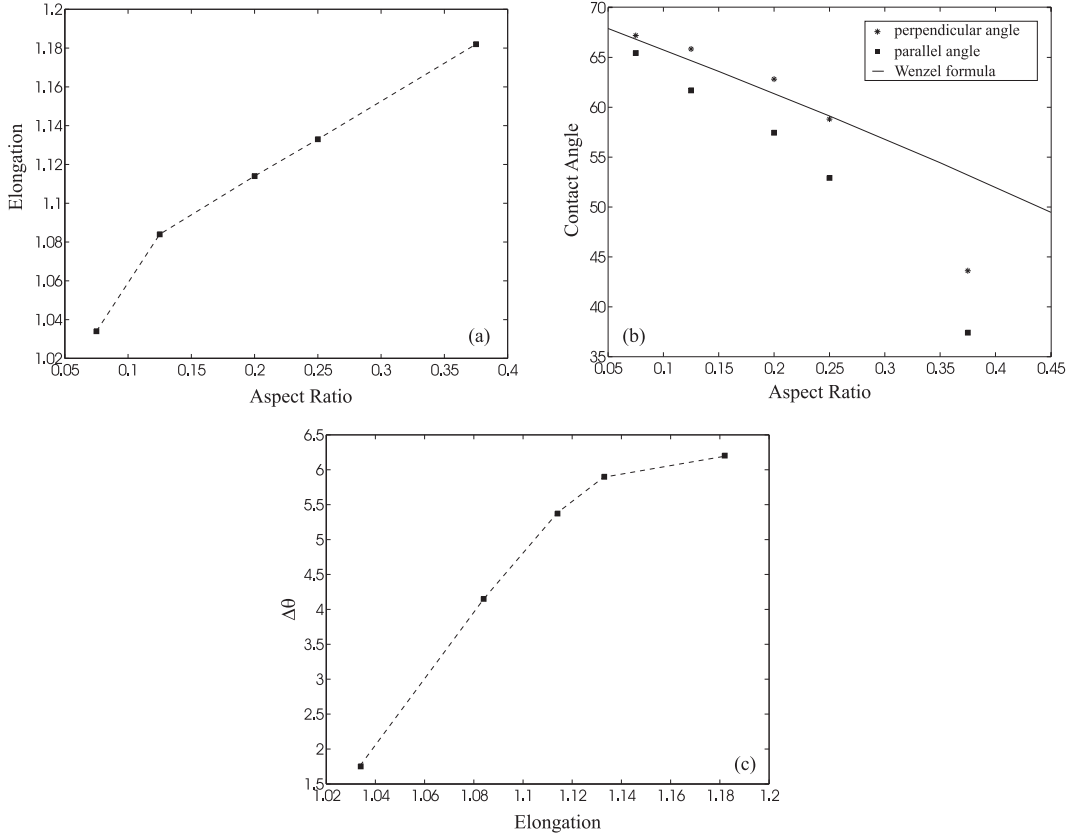 1.2
1.18
1.16
1.14
1.12
1.1
1.08
1.06
1.04
1.02
Elongation
0.05 0.1 0.15 0.2 0.25 0.3 0.35 0.4
Aspect Ratio
(a)
70
65
60
55
50
45
40
35
Contact Angle
perpendicular angle
parallel angle
Wenzel formula
0.05 0.1 0.15 0.2 0.25 0.3 0.35 0.4 0.45
Aspect Ratio
(b)
6.5
6
5.5
5
4.5
4
3.5
3
2.5
2
1.5
Δθ
1.02 1.04 1.06 1.08 1.1 1.12 1.14 1.16 1.18 1.2
Elongation
(c)